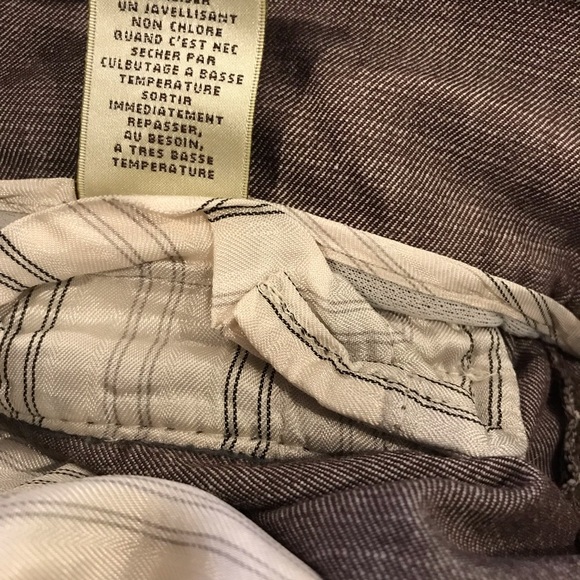 UN JAVELLISANT
NON CHLORE
QUAND C'EST NEC
SECHER PAR
CULBUTAGE A BASSE
TEMPERATURE
SORTIR
IMMEDIATEMENT
REPASSER,
AU BESOIN,
A TRES BASSE
TEMPERATURE